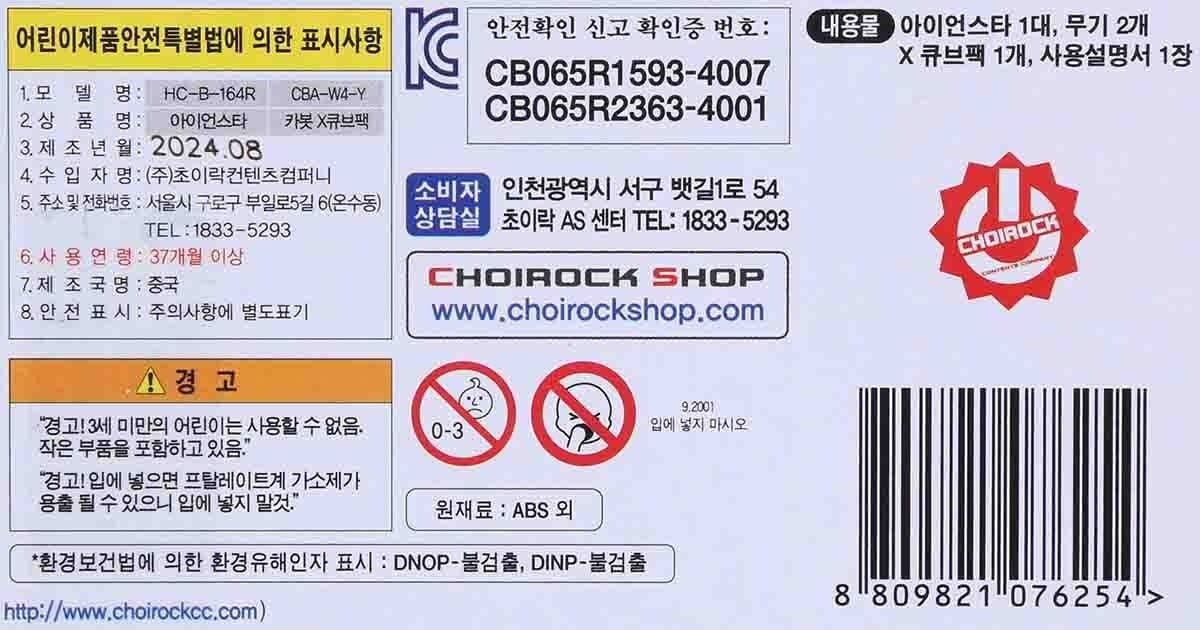 어린이제품안전특별법에 의한 표시사항
1. 모 델 명 : HC-B-164R CBA-W4-Y
2. 상 품 명 : 아이언스타 카봇 X큐브팩
3. 제 조 년 월 : 2024.08
4. 수 입 자 명 : (주)초이락컨텐츠컴퍼니
5. 주소 및 전화번호 : 서울시 구로구 부일로5길 6(온수동)
TEL : 1833-5293
6. 사 용 연 령 : 37개월 이상
7. 제 조 국 명 : 중국
8. 안 전 표 시 : 주의사항에 별도표기
경 고
"경고! 3세 미만의 어린이는 사용할 수 없음.
작은 부품을 포함하고 있음."
"경고! 입에 넣으면 프탈레이트계 가소제가
용출 될 수 있으니 입에 넣지 말것."
안전확인 신고 확인증 번호:
CB065R1593-4007
CB065R2363-4001
소비자
상담실
인천광역시 서구 뱃길1로 54
초이락 AS 센터 TEL: 1833-5293
CHOIROCK SHOP
www.choirockshop.com
0-3
9.2001
입에 넣지 마시오
원재료 : ABS 외
*환경보건법에 의한 환경유해인자 표시 : DNOP-불검출, DINP-불검출
http://www.choirockcc.com)
내용물 아이언스타 1대, 무기 2개
X 큐브팩 1개, 사용설명서 1장
CHOIROCK
CONTENTS COMPANY
8 809821 076254 >